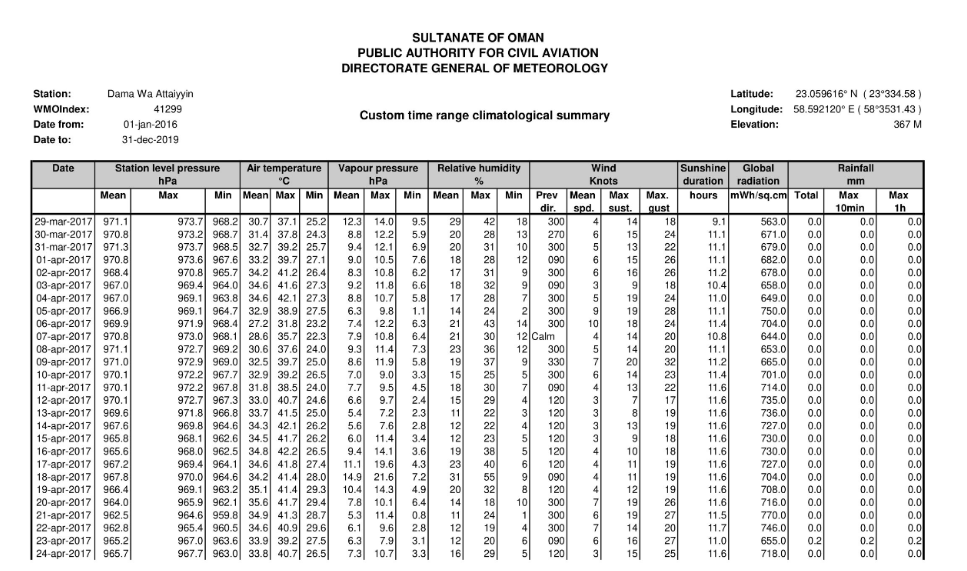 SULTANATE OF OMAN
PUBLIC AUTHORITY FOR CIVIL AVIATION
DIRECTORATE GENERAL OF METEOROLOGY
Station: Dama Wa Attaiyyin Latitude: 23.059616° N ( 23°334.58 )
WMOIndex: 41299 Longitude: 58.592120° E ( 58°3531.43 )
Custom time range climatological summary
Date from: 01-jan-2016 Elevation: 367 M
Date to: 31-dec-2019
Date Station level pressure Air temperature Vapour pressure Relative humidity Wind Sunshine Global Rainfall
hPa °C hPa % Knots duration radiation mm
Mean Max Min Mean Max Min Mean Max Min Mean Max Min Prev Mean Max Max. hours mWh/sq.cm Total Max Max
dir. spd. sust. gust 10min 1h
29-mar-2017 971.1 973.7 968.2 30.7 37.1 25.2 12.3 14.0 9.5 29 42 18 300 4 14 18 9.1 563.0 0.0 0.0 0.0
30-mar-2017 970.8 973.2 968.7 31.4 37.8 24.3 8.8 12.2 5.9 20 28 13 270 6 15 24 11.1 671.0 0.0 0.0 0.0
31-mar-2017 971.3 973.7 968.5 32.7 39.2 25.7 9.4 12.1 6.9 20 31 10 300 5 13 22 11.1 679.0 0.0 0.0 0.0
01-apr-2017 970.8 973.6 967.6 33.2 39.7 27.1 9.0 10.5 7.6 18 28 12 090 6 15 26 11.1 682.0 0.0 0.0 0.0
02-apr-2017 968.4 970.8 965.7 34.2 41.2 26.4 8.3 10.8 6.2 17 31 9 300 6 16 26 11.2 678.0 0.0 0.0 0.0
03-apr-2017 967.0 969.4 964.0 34.6 41.6 27.3 9.2 11.8 6.6 18 32 9 090 3 9 18 10.4 658.0 0.0 0.0 0.0
04-apr-2017 967.0 969.1 963.8 34.6 42.1 27.3 8.8 10.7 5.8 17 28 7 300 5 19 24 11.0 649.0 0.0 0.0 0.0
05-apr-2017 966.9 969.1 964.7 32.9 38.9 27.5 6.3 9.8 1.1 14 24 2 300 9 19 28 11.1 750.0 0.0 0.0 0.0
06-apr-2017 969.9 971.9 968.4 27.2 31.8 23.2 7.4 12.2 6.3 21 43 14 300 10 18 24 11.4 704.0 0.0 0.0 0.0
07-apr-2017 970.8 973.0 968.1 28.6 35.7 22.3 7.9 10.8 6.4 21 30 12 Calm 4 14 20 10.8 644.0 0.0 0.0 0.0
08-apr-2017 971.1 972.7 969.2 30.6 37.6 24.0 9.3 11.4 7.3 23 36 12 300 5 14 20 11.1 653.0 0.0 0.0 0.0
09-apr-2017 971.0 972.9 969.0 32.5 39.7 25.0 8.6 11.9 5.8 19 37 9 330 7 20 32 11.2 665.0 0.0 0.0 0.0
10-apr-2017 970.1 972.2 967.7 32.9 39.2 26.5 7.0 9.0 3.3 15 25 5 300 6 14 23 11.4 701.0 0.0 0.0 0.0
11-apr-2017 970.1 972.2 967.8 31.8 38.5 24.0 7.7 9.5 4.5 18 30 7 090 4 13 22 11.6 714.0 0.0 0.0 0.0
12-apr-2017 970.1 972.7 967.3 33.0 40.7 24.6 6.6 9.7 2.4 15 29 4 120 3 7 17 11.6 735.0 0.0 0.0 0.0
13-apr-2017 969.6 971.8 966.8 33.7 41.5 25.0 5.4 7.2 2.3 11 22 3 120 3 8 19 11.6 736.0 0.0 0.0 0.0
14-apr-2017 967.6 969.8 964.6 34.3 42.1 26.2 5.6 7.6 2.8 12 22 4 120 3 13 19 11.6 727.0 0.0 0.0 0.0
15-apr-2017 965.8 968.1 962.6 34.5 41.7 26.2 6.0 11.4 3.4 12 23 5 120 3 9 18 11.6 730.0 0.0 0.0 0.0
16-apr-2017 965.6 968.0 962.5 34.8 42.2 26.5 9.4 14.1 3.6 19 38 5 120 4 10 18 11.6 730.0 0.0 0.0 0.0
17-apr-2017 967.2 969.4 964.1 34.6 41.8 27.4 11.1 19.6 4.3 23 40 6 120 4 11 19 11.6 727.0 0.0 0.0 0.0
18-apr-2017 967.8 970.0 964.6 34.2 41.4 28.0 14.9 21.6 7.2 31 55 9 090 4 11 19 11.6 704.0 0.0 0.0 0.0
19-apr-2017 966.4 969.1 963.2 35.1 41.4 29.3 10.4 14.3 4.9 20 32 8 120 4 12 19 11.6 708.0 0.0 0.0 0.0
20-apr-2017 964.0 965.9 962.1 35.6 41.7 29.4 7.8 10.1 6.4 14 18 10 300 7 19 26 11.6 716.0 0.0 0.0 0.0
21-apr-2017 962.5 964.6 959.8 34.9 41.3 28.7 5.3 11.4 0.8 11 24 1 300 6 19 27 11.5 770.0 0.0 0.0 0.0
22-apr-2017 962.8 965.4 960.5 34.6 40.9 29.6 6.1 9.6 2.8 12 19 4 300 7 14 20 11.7 746.0 0.0 0.0 0.0
23-apr-2017 965.2 967.0 963.6 33.9 39.2 27.5 6.3 7.9 3.1 12 20 6 090 6 16 27 11.0 655.0 0.2 0.2 0.2
24-apr-2017 965.7 967.7 963.0 33.8 40.7 26.5 7.3 10.7 3.3 16 29 5 120 3 15 25 11.6 718.0 0.0 0.0 0.0